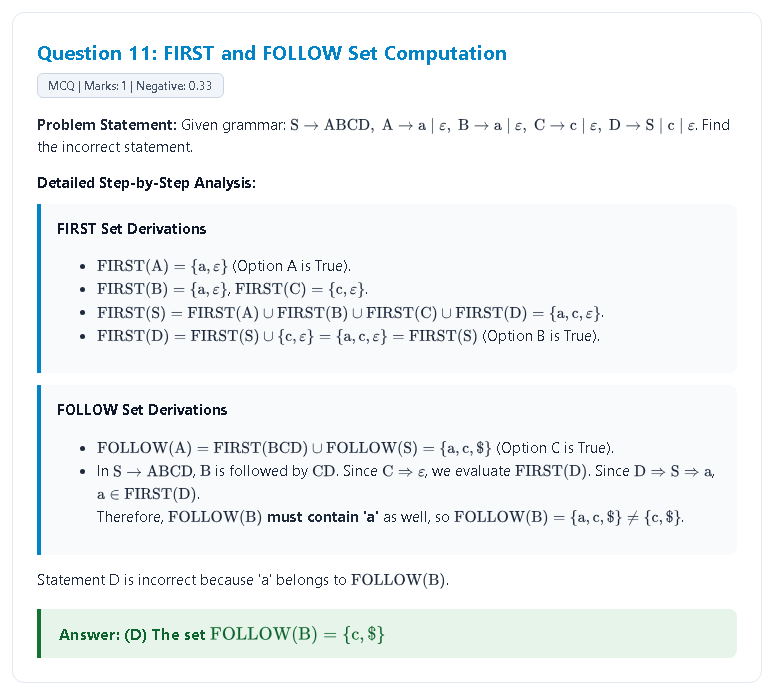 Question 11: FIRST and FOLLOW Set Computation
MCQ | Marks: 1 | Negative: 0.33
Problem Statement: Given grammar: S → ABCD, A → a | ε, B → a | ε, C → c | ε, D → S | c | ε. Find
the incorrect statement.
Detailed Step-by-Step Analysis:
FIRST Set Derivations
• FIRST(A) = {a, ε} (Option A is True).
• FIRST(B) = {a, ε}, FIRST(C) = {c, ε}.
• FIRST(S) = FIRST(A) ∪ FIRST(B) ∪ FIRST(C) ∪ FIRST(D) = {a, c, ε}.
• FIRST(D) = FIRST(S) ∪ {c, ε} = {a, c, ε} = FIRST(S) (Option B is True).
FOLLOW Set Derivations
• FOLLOW(A) = FIRST(BCD) ∪ FOLLOW(S) = {a, c, $} (Option C is True).
• In S → ABCD, B is followed by CD. Since C ⇒ ε, we evaluate FIRST(D). Since D ⇒ S ⇒ a,
a ∈ FIRST(D).
Therefore, FOLLOW(B) must contain 'a' as well, so FOLLOW(B) = {a, c, $} ≠ {c, $}.
Statement D is incorrect because 'a' belongs to FOLLOW(B).
Answer: (D) The set FOLLOW(B) = {c, $}